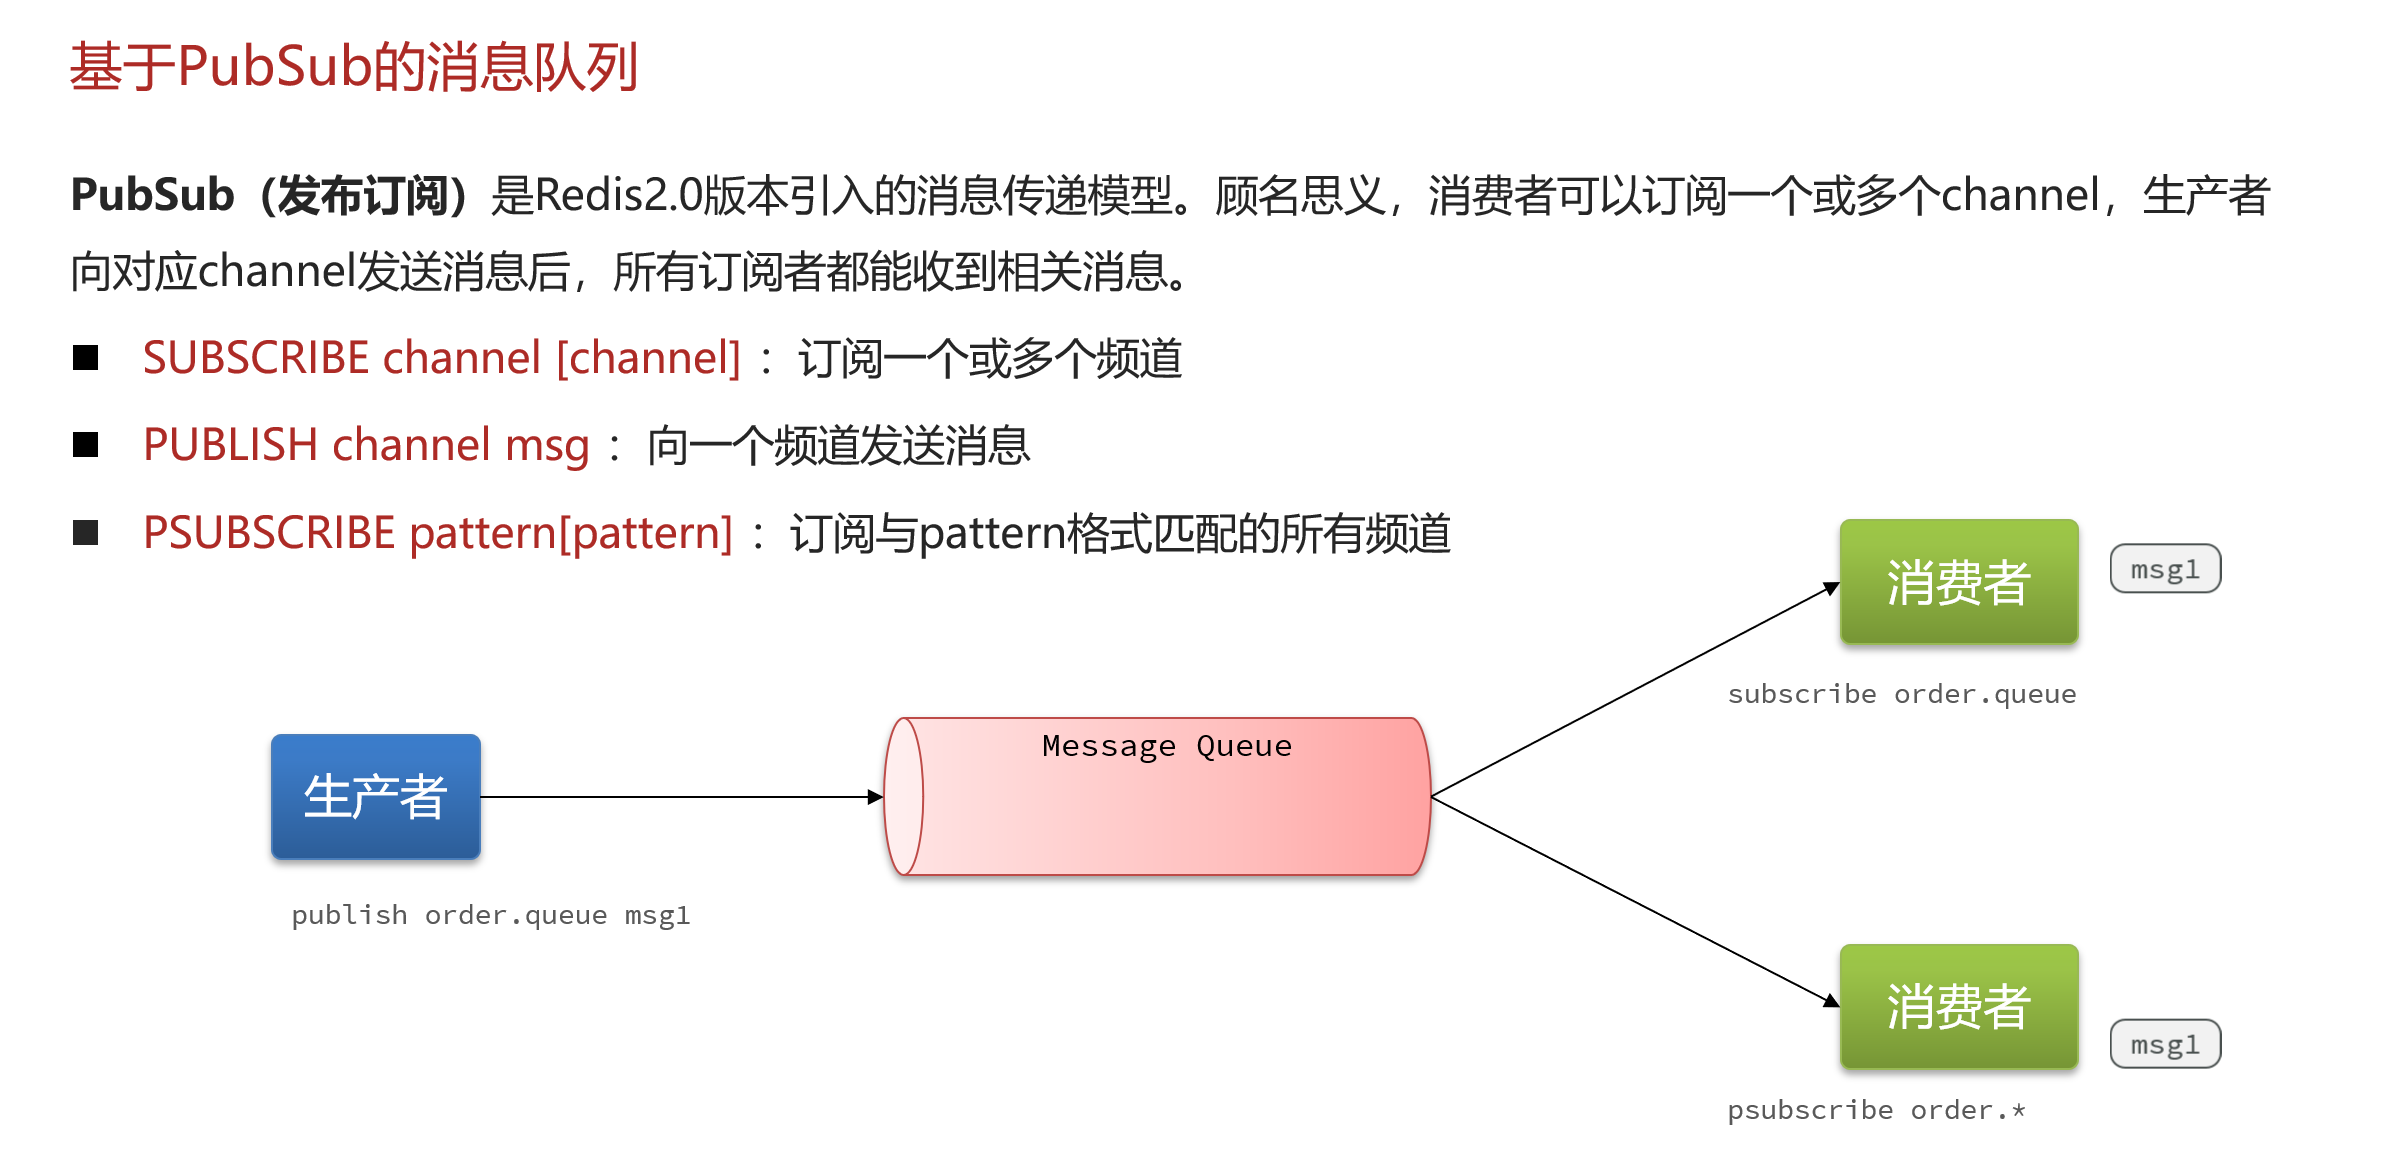 基于PubSub的消息队列
PubSub（发布订阅）是Redis2.0版本引入的消息传递模型。顾名思义，消费者可以订阅一个或多个channel，生产者
向对应channel发送消息后，所有订阅者都能收到相关消息。
SUBSCRIBE channel [channel] ：订阅一个或多个频道
PUBLISH channel msg ：向一个频道发送消息
PSUBSCRIBE pattern[pattern] ：订阅与pattern格式匹配的所有频道
消费者
msg1
subscribe order.queue
Message Queue
生产者
publish order.queue msg1
消费者
msg1
psubscribe order.*